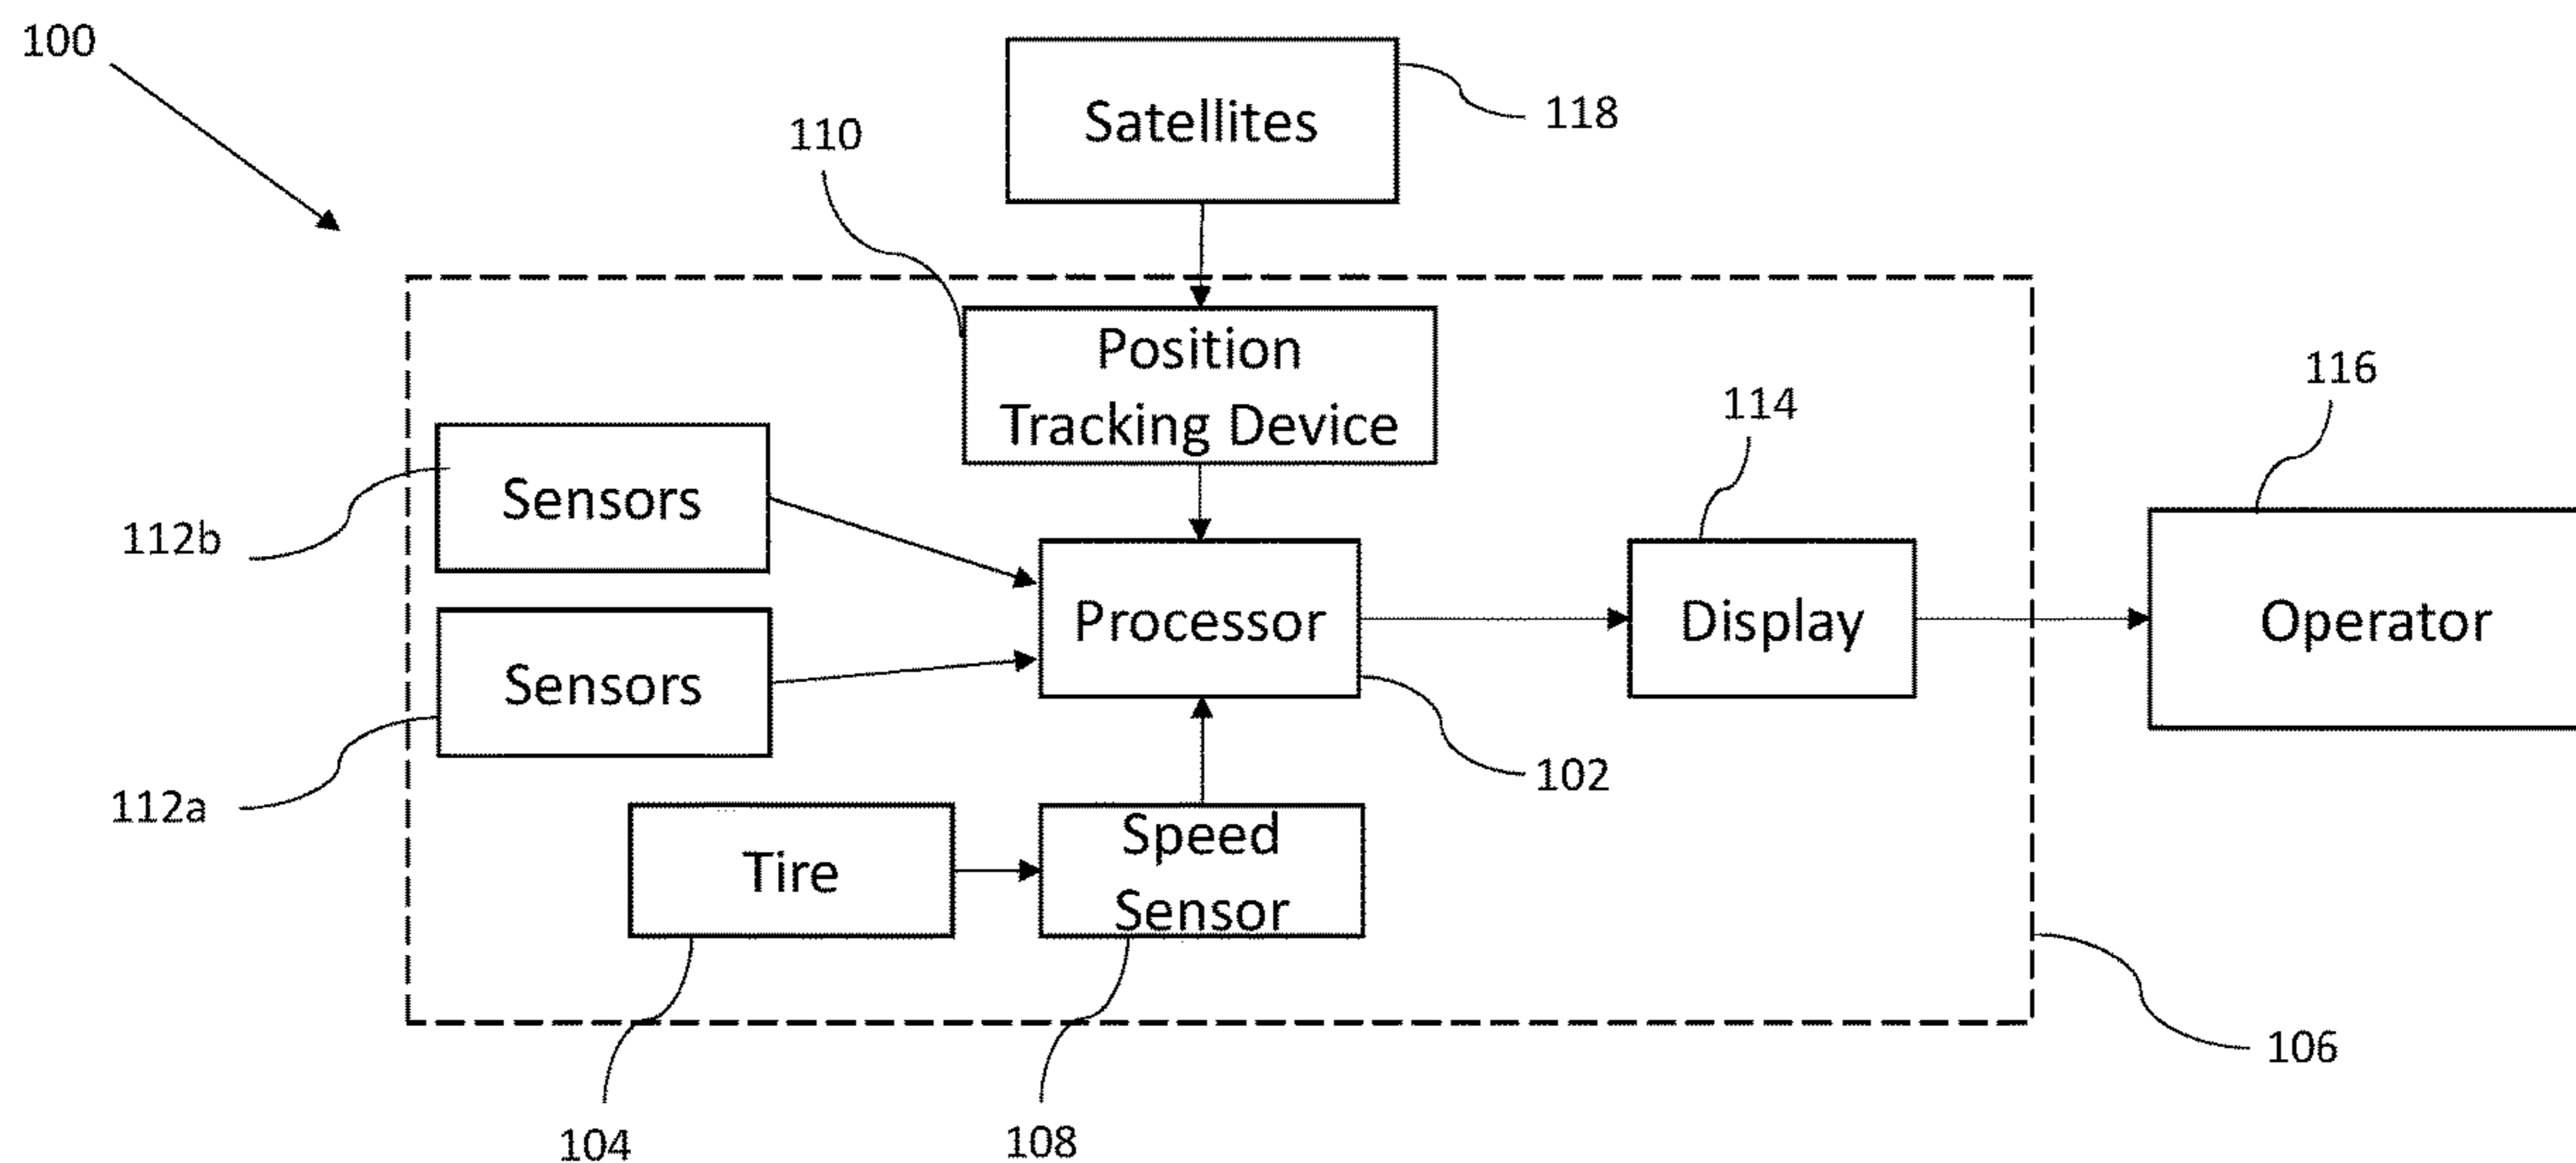 100
Satellites
118
110
Position
Tracking Device
116
114
Sensors
112b
Processor
Display
Operator
Sensors
112a
102
Tire
Speed
Sensor
106
104
108